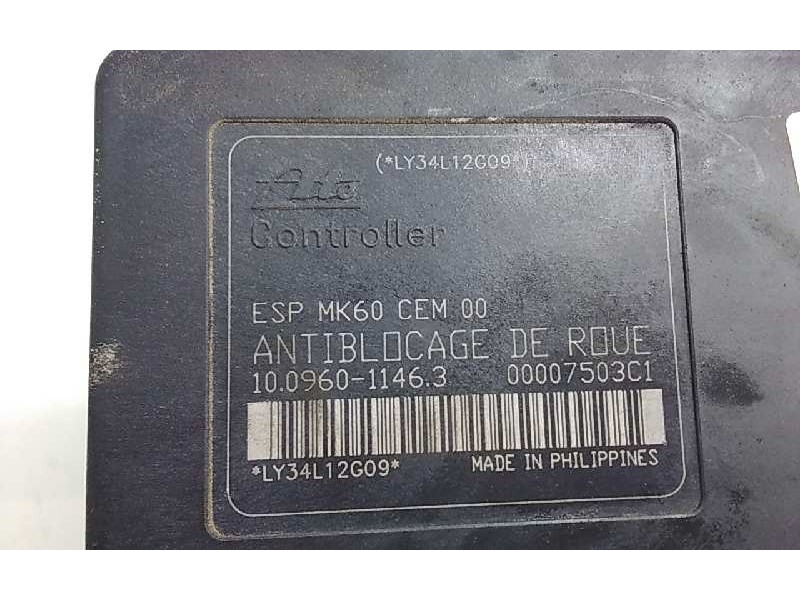 (*LY34L12G09*)
Ate
Controller
ESP MK60 CEM 00
ANTIBLOCAGE DE ROUE
10.0960-1146.3 00007503C1
*LY34L12G09* MADE IN PHILIPPINES